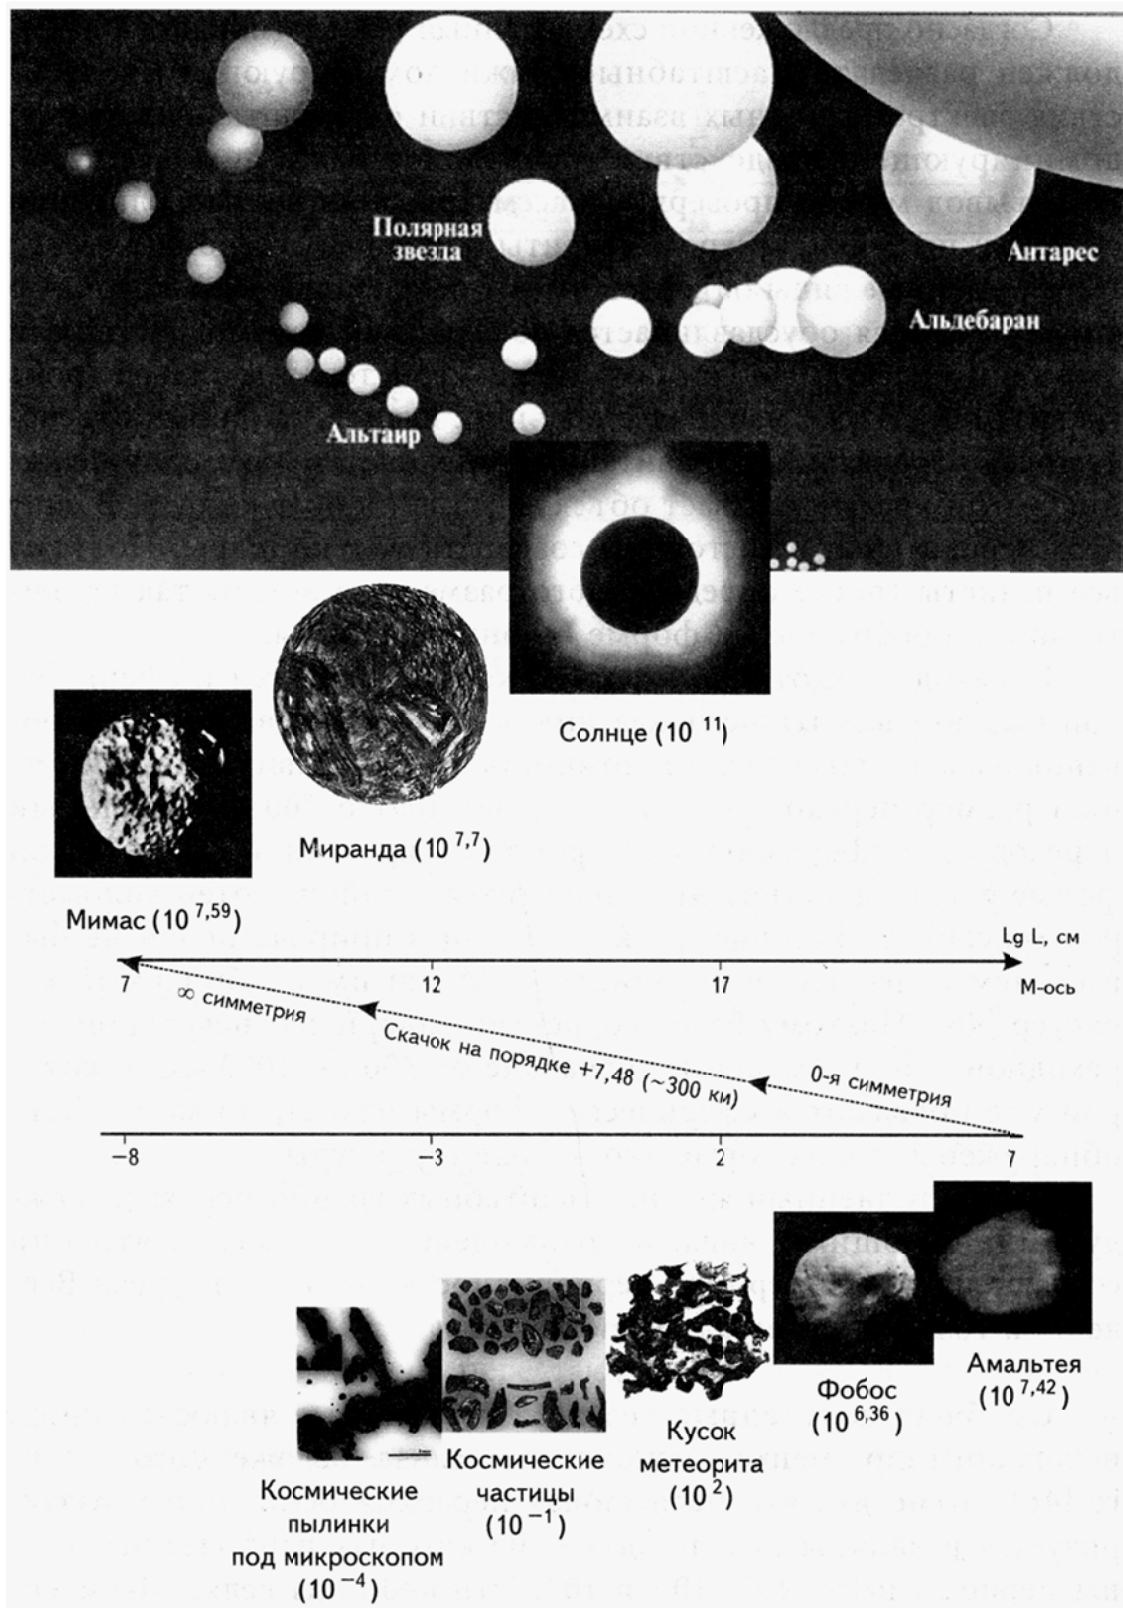 Полярная
звезда
Антарес
Альдебаран
Альтаир
Солнце (10 11)
Миранда (10 7,7)
Мимас (10 7,59)
Lg L, см
7 12 17 М-ось
∞ симметрия
Скачок на порядке +7,48 (~300 ки)
0-я симметрия
−8 −3 2 7
Амальтея
(10 7,42)
Фобос
(10 6,36)
Кусок
метеорита
(10 2)
Космические
частицы
(10 −1)
Космические
пылинки
под микроскопом
(10 −4)